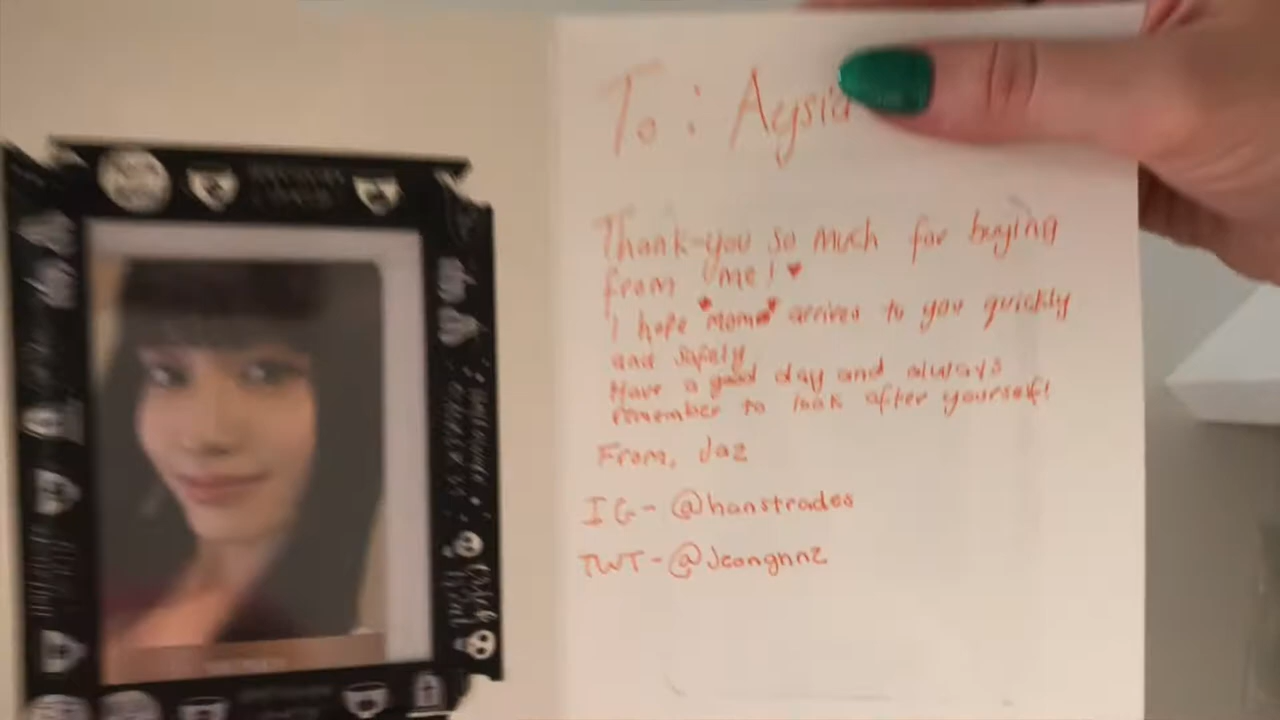 To: Aysia
Thank-you so much for buying
from me! ♥
I hope "Momo" arrives to you quickly
and safely
Have a good day and always
remember to look after yourself!
From, Jaz
IG- @hanstrades
TWT-@Jeongnnz